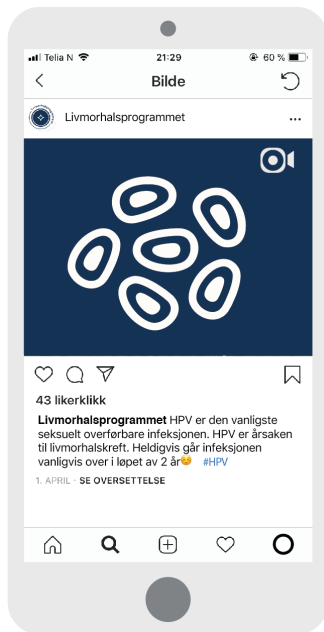 Telia N 21:29 60 %
Bilde
Livmorhalsprogrammet
43 likerklikk
Livmorhalsprogrammet HPV er den vanligste
seksuelt overførbare infeksjonen. HPV er årsaken
til livmorhalskreft. Heldigvis går infeksjonen
vanligvis over i løpet av 2 år😊 #HPV
1. APRIL · SE OVERSETTELSE